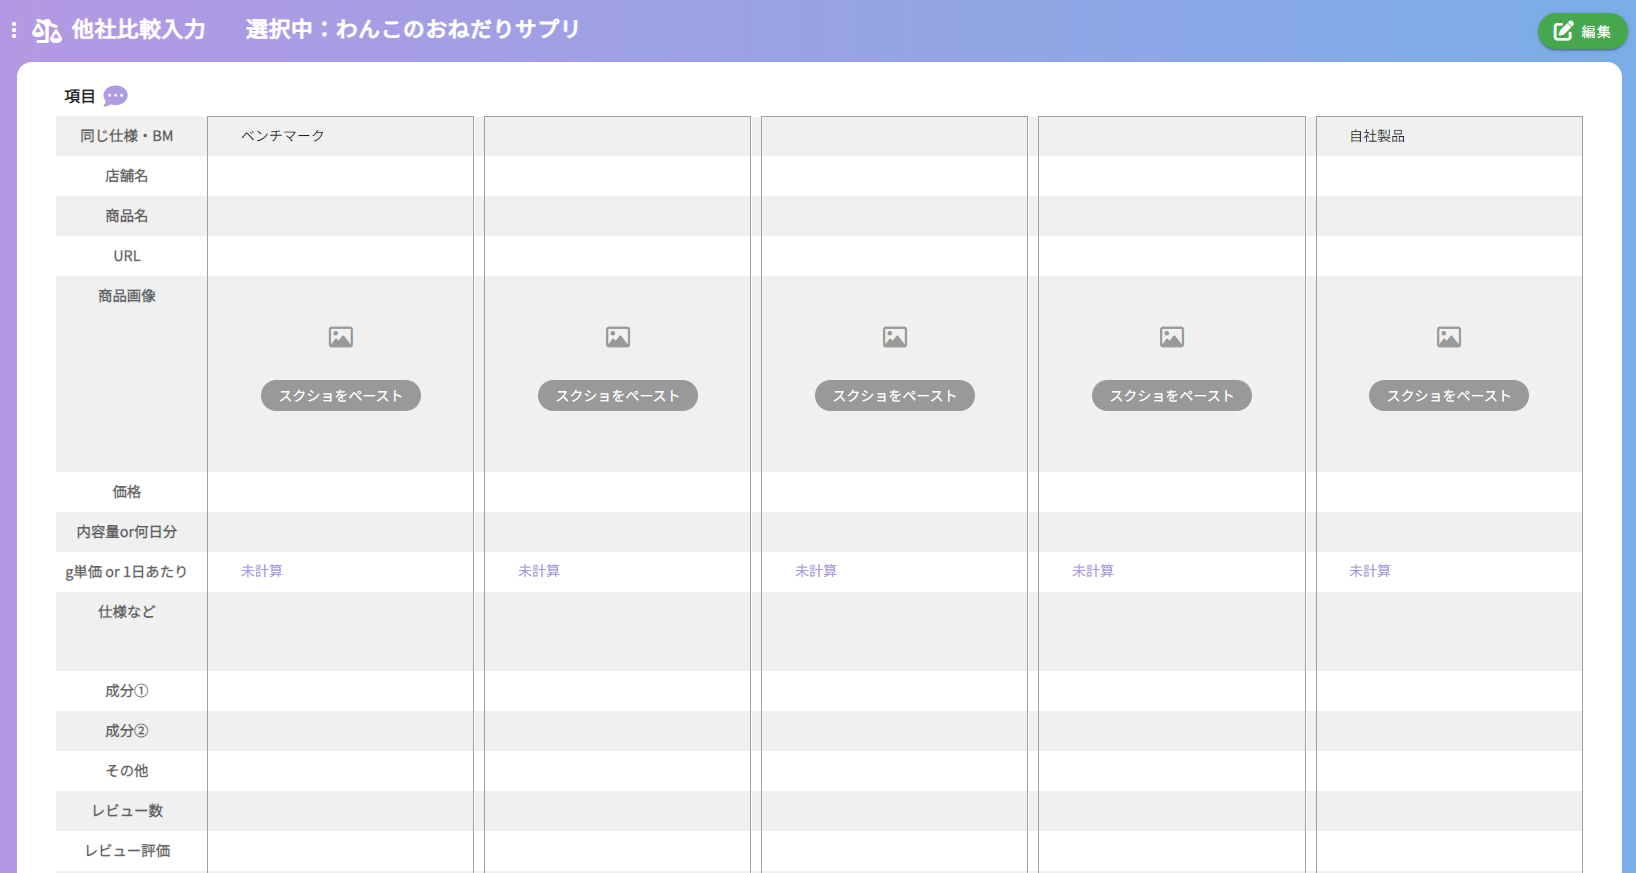 他社比較入力 選択中：わんこのおねだりサプリ
編集
項目
同じ仕様・BM ベンチマーク 自社製品
店舗名
商品名
URL
商品画像
スクショをペースト スクショをペースト スクショをペースト スクショをペースト スクショをペースト
価格
内容量or何日分
g単価 or 1日あたり 未計算 未計算 未計算 未計算 未計算
仕様など
成分①
成分②
その他
レビュー数
レビュー評価